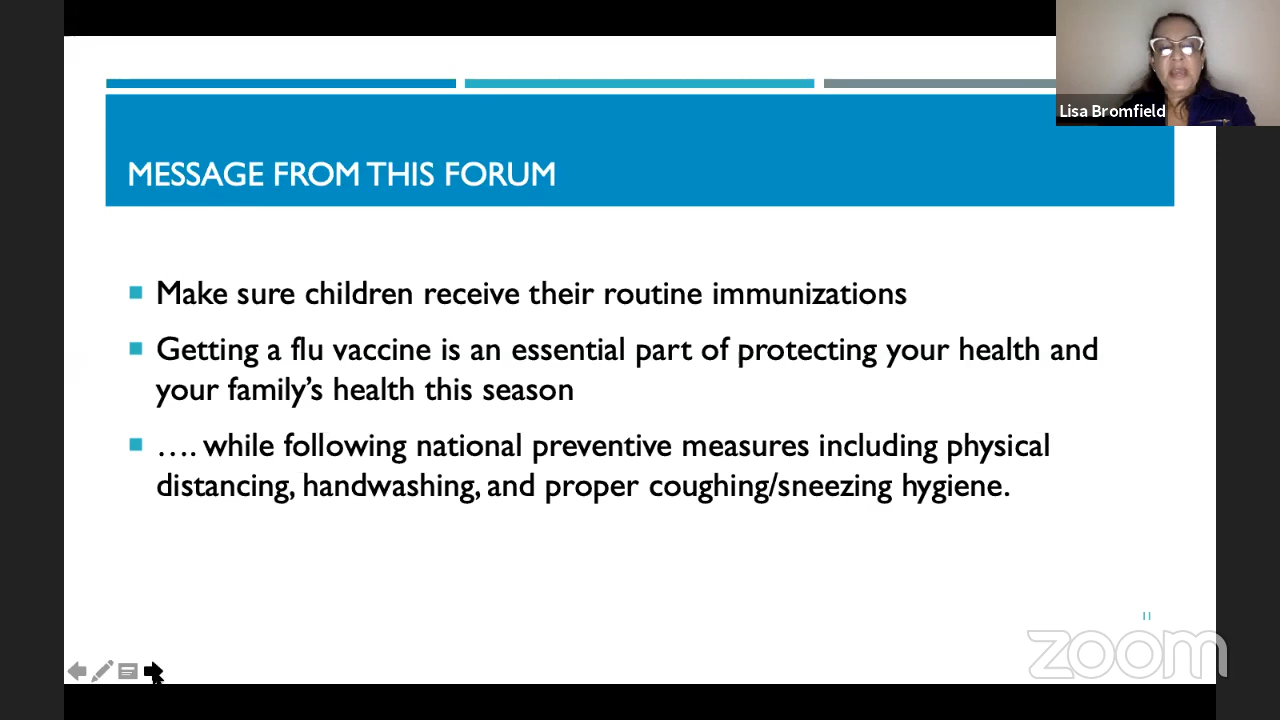 Lisa Bromfield
MESSAGE FROM THIS FORUM
Make sure children receive their routine immunizations
Getting a flu vaccine is an essential part of protecting your health and
your family's health this season
.... while following national preventive measures including physical
distancing, handwashing, and proper coughing/sneezing hygiene.
11
zoom